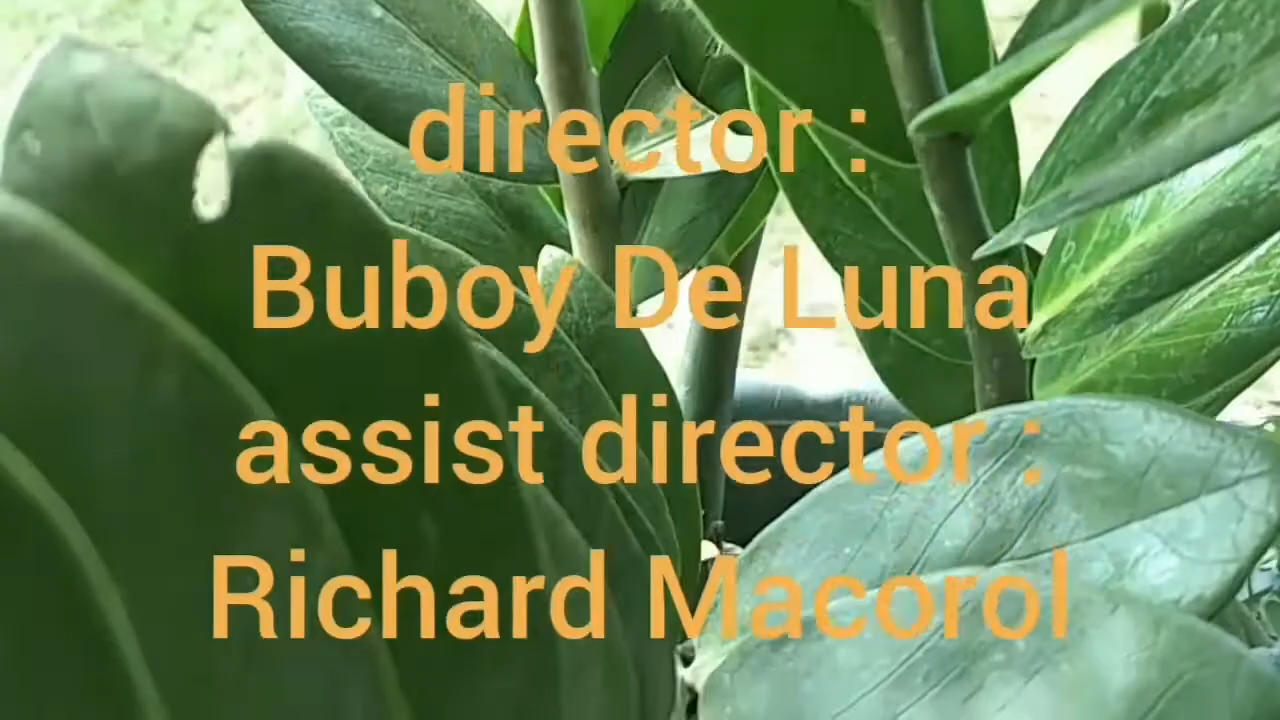 director :
Buboy De Luna
assist director :
Richard Macorol